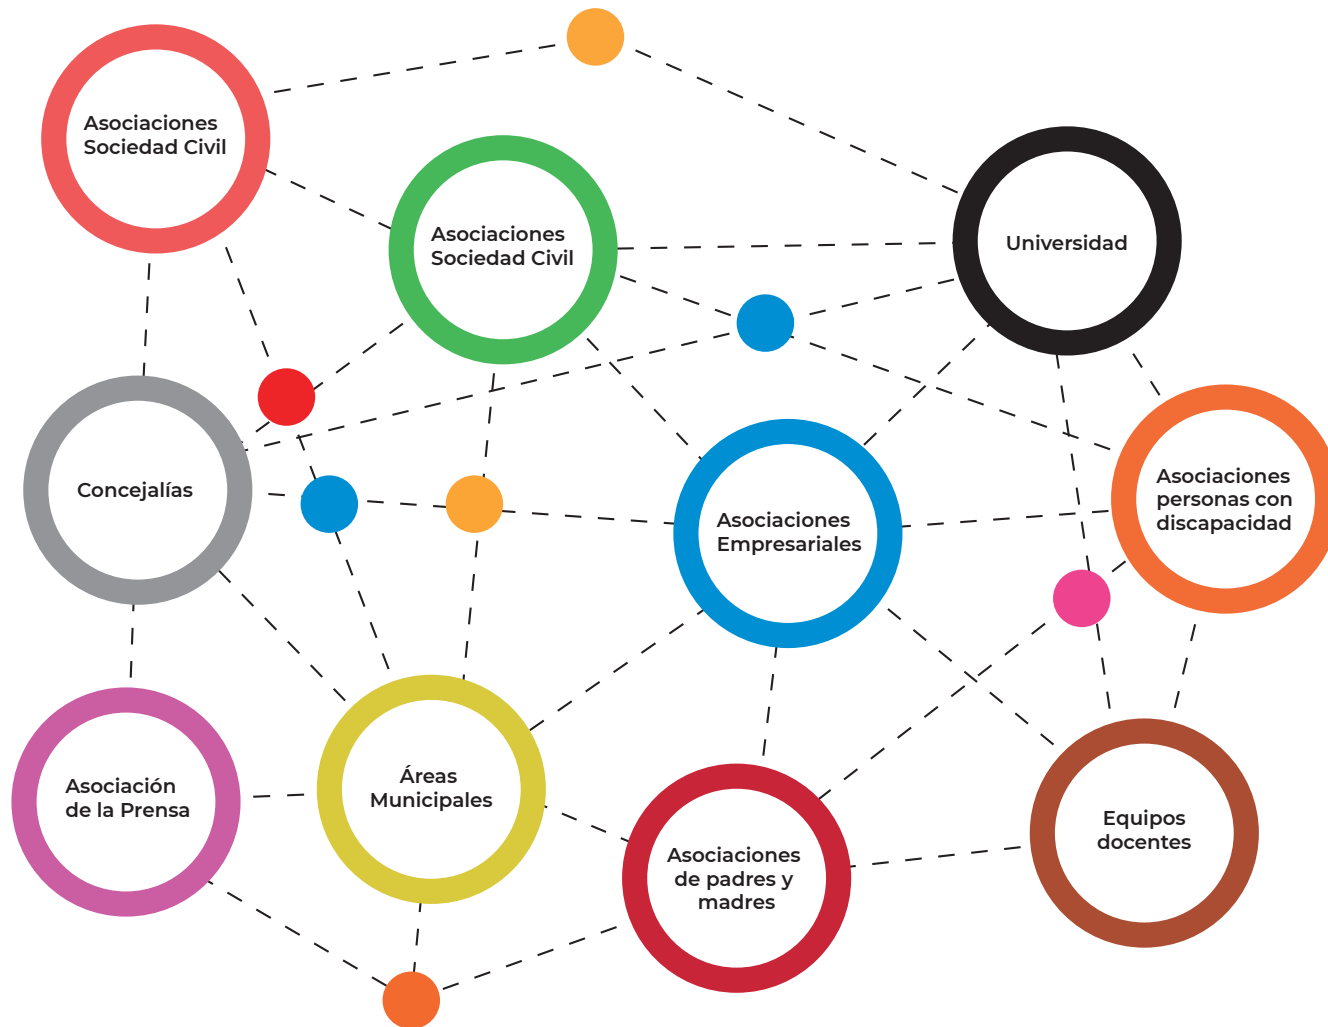 Asociaciones
Sociedad Civil
Asociaciones
Sociedad Civil
Universidad
Concejalías
Asociaciones
Empresariales
Asociaciones
personas con
discapacidad
Asociación
de la Prensa
Áreas
Municipales
Asociaciones
de padres y
madres
Equipos
docentes